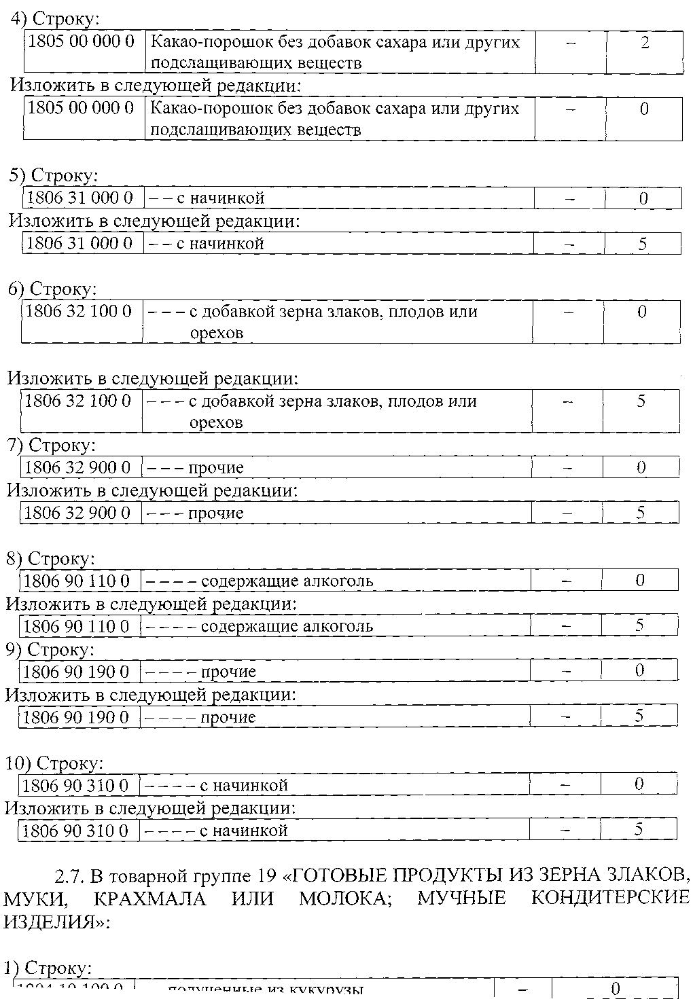 4) Строку:
1805 00 000 0 Какао-порошок без добавок сахара или других – 2
подслащивающих веществ
Изложить в следующей редакции:
1805 00 000 0 Какао-порошок без добавок сахара или других – 0
подслащивающих веществ
5) Строку:
1806 31 000 0 – – с начинкой – 0
Изложить в следующей редакции:
1806 31 000 0 – – с начинкой – 5
6) Строку:
1806 32 100 0 – – – с добавкой зерна злаков, плодов или – 0
орехов
Изложить в следующей редакции:
1806 32 100 0 – – – с добавкой зерна злаков, плодов или – 5
орехов
7) Строку:
1806 32 900 0 – – – прочие – 0
Изложить в следующей редакции:
1806 32 900 0 – – – прочие – 5
8) Строку:
1806 90 110 0 – – – – содержащие алкоголь – 0
Изложить в следующей редакции:
1806 90 110 0 – – – – содержащие алкоголь – 5
9) Строку:
1806 90 190 0 – – – – прочие – 0
Изложить в следующей редакции:
1806 90 190 0 – – – – прочие – 5
10) Строку:
1806 90 310 0 – – – – с начинкой – 0
Изложить в следующей редакции:
1806 90 310 0 – – – – с начинкой – 5
2.7. В товарной группе 19 «ГОТОВЫЕ ПРОДУКТЫ ИЗ ЗЕРНА ЗЛАКОВ,
МУКИ, КРАХМАЛА ИЛИ МОЛОКА; МУЧНЫЕ КОНДИТЕРСКИЕ
ИЗДЕЛИЯ»:
1) Строку:
полученные из кукурузы – 0